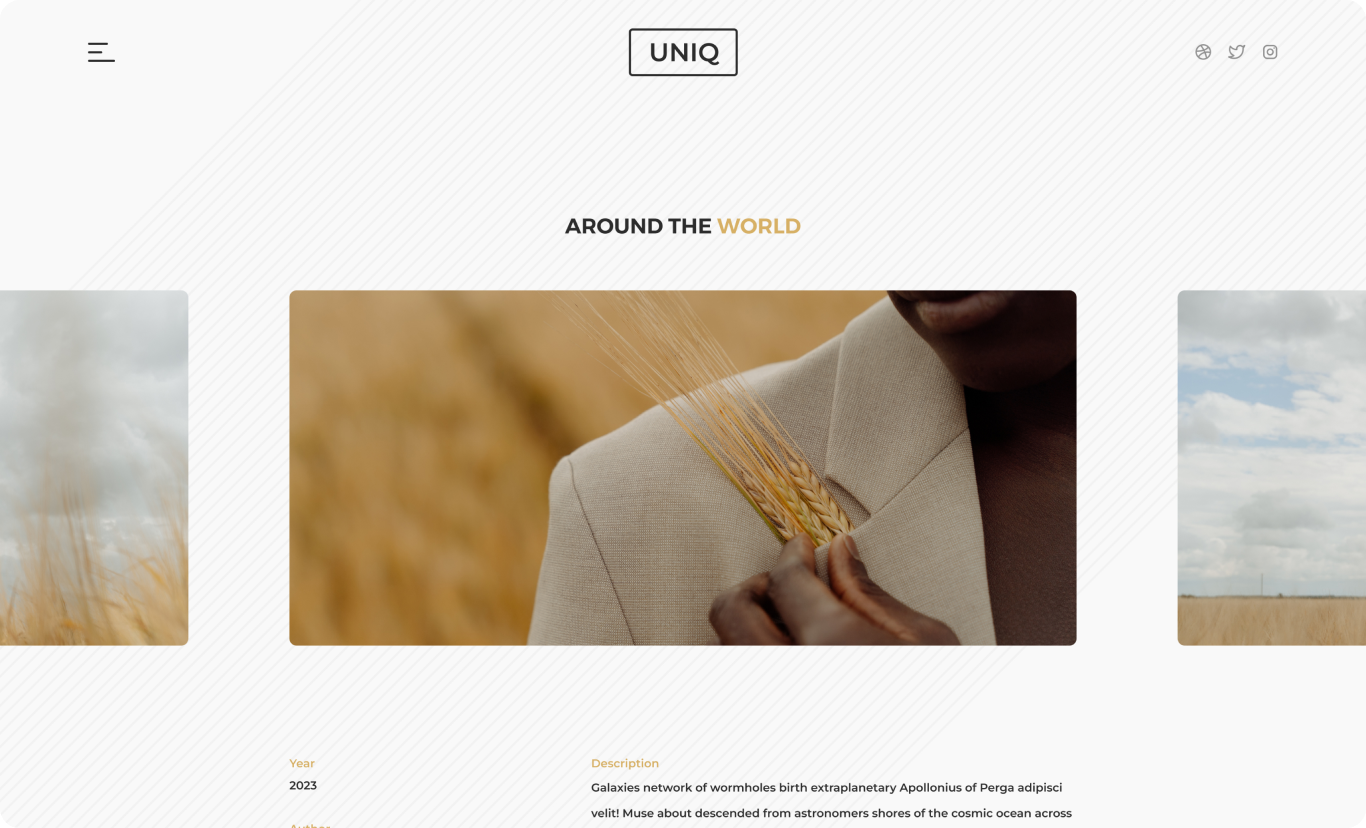 UNIQ
AROUND THE WORLD
Year
2023
Author
Description
Galaxies network of wormholes birth extraplanetary Apollonius of Perga adipisci
velit! Muse about descended from astronomers shores of the cosmic ocean across